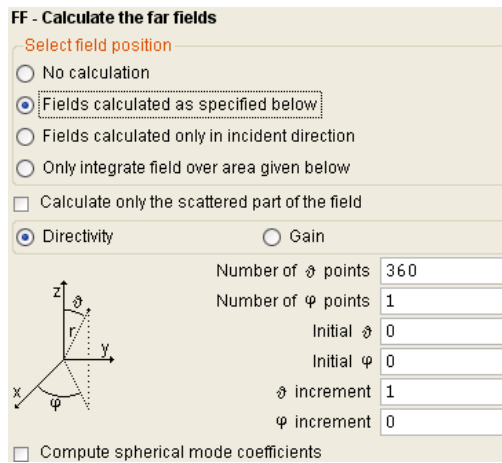 FF - Calculate the far fields
Select field position
No calculation
Fields calculated as specified below
Fields calculated only in incident direction
Only integrate field over area given below
Calculate only the scattered part of the field
Directivity Gain
Number of ϑ points 360
Number of φ points 1
Initial ϑ 0
Initial φ 0
ϑ increment 1
φ increment 0
z
ϑ
r
y
x
φ
Compute spherical mode coefficients